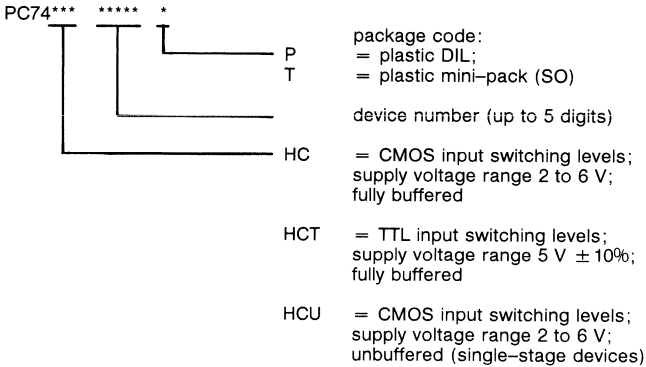 PC74*** ***** *
package code:
P = plastic DIL;
T = plastic mini–pack (SO)
device number (up to 5 digits)
HC = CMOS input switching levels;
supply voltage range 2 to 6 V;
fully buffered
HCT = TTL input switching levels;
supply voltage range 5 V ± 10%;
fully buffered
HCU = CMOS input switching levels;
supply voltage range 2 to 6 V;
unbuffered (single–stage devices)